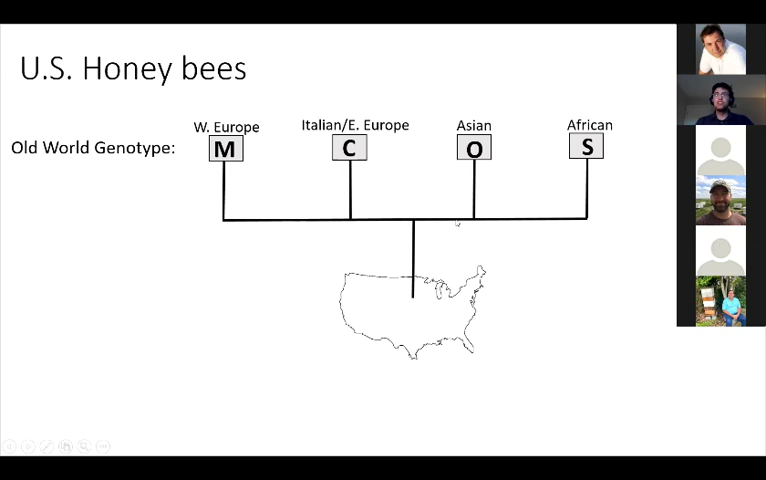 U.S. Honey bees
W. Europe
Italian/E. Europe
Asian
African
Old World Genotype:
M
C
O
S